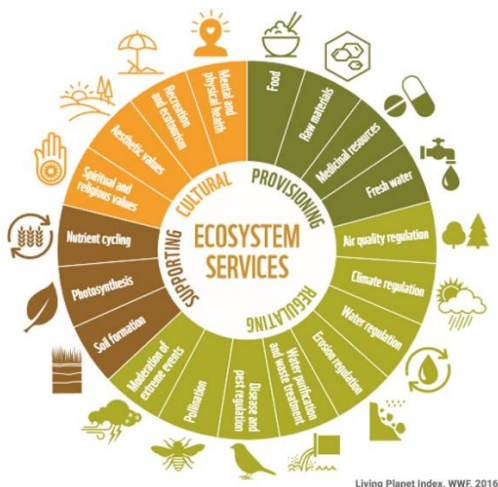 Mental and
physical health
Recreation
and ecotourism
Aesthetic values
Spiritual and
religious values
Food
Raw materials
Medicinal resources
Fresh water
Air quality regulation
Climate regulation
Water regulation
Erosion regulation
Water purification
and waste treatment
Disease and
pest regulation
Pollination
Moderation of
extreme events
Soil formation
Photosynthesis
Nutrient cycling
CULTURAL
PROVISIONING
REGULATING
SUPPORTING
ECOSYSTEM
SERVICES
Living Planet Index, WWF, 2016